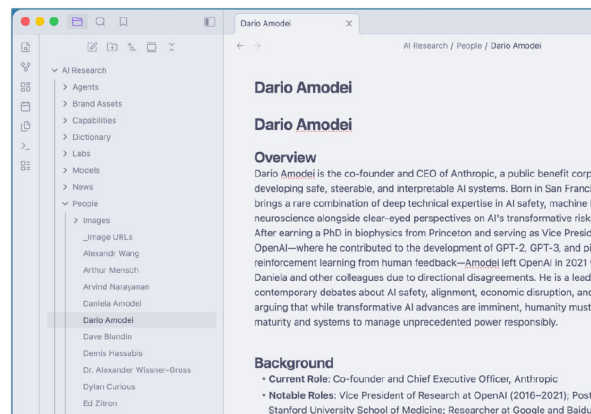 Dario Amodei
AI Research / People / Dario Amodei
AI Research
Agents
Brand Assets
Capabilities
Dictionary
Labs
Models
News
People
Images
_Image URLs
Alexandr Wang
Arthur Mensch
Arvind Narayanan
Daniela Amodei
Dario Amodei
Dave Blundin
Demis Hassabis
Dr. Alexander Wissner-Gross
Dylan Curious
Ed Zitron
Dario Amodei
Dario Amodei
Overview
Dario Amodei is the co-founder and CEO of Anthropic, a public benefit corp
developing safe, steerable, and interpretable AI systems. Born in San Franci
brings a rare combination of deep technical expertise in AI safety, machine
neuroscience alongside clear-eyed perspectives on AI's transformative risk
After earning a PhD in biophysics from Princeton and serving as Vice Presid
OpenAI—where he contributed to the development of GPT-2, GPT-3, and pi
reinforcement learning from human feedback—Amodei left OpenAI in 2021
Daniela and other colleagues due to directional disagreements. He is a lead
contemporary debates about AI safety, alignment, economic disruption, and
arguing that while transformative AI advances are imminent, humanity must
maturity and systems to manage unprecedented power responsibly.
Background
• Current Role: Co-founder and Chief Executive Officer, Anthropic
• Notable Roles: Vice President of Research at OpenAI (2016–2021); Post
Stanford University School of Medicine; Researcher at Google and Baidu